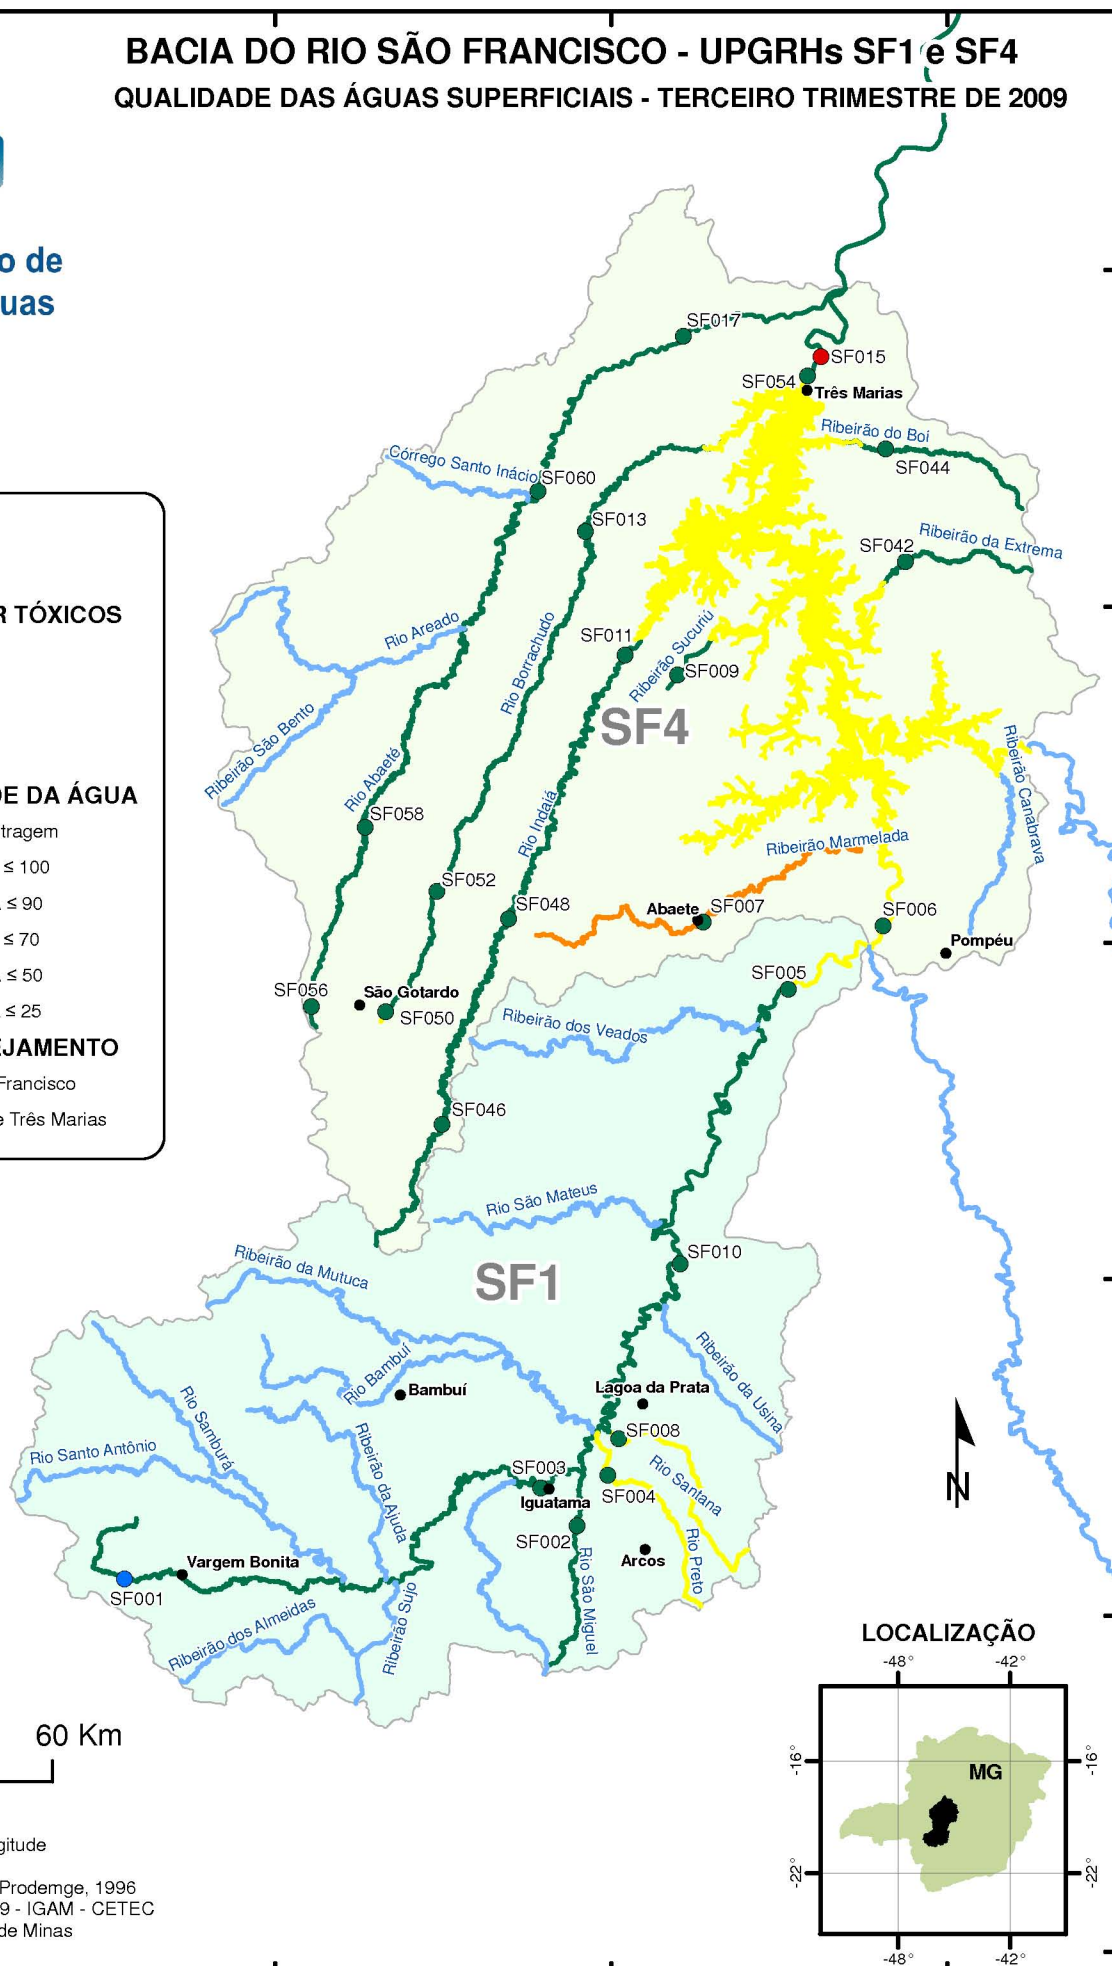 BACIA DO RIO SÃO FRANCISCO - UPGRHs SF1 e SF4
QUALIDADE DAS ÁGUAS SUPERFICIAIS - TERCEIRO TRIMESTRE DE 2009
o de
uas
SF017
SF015
SF054
Três Marias
Ribeirão do Boi
SF044
Córrego Santo Inácio
SF060
SF013
SF042
Ribeirão da Extrema
R TÓXICOS
Rio Areado
SF011
Ribeirão Sucuriú
SF009
Rio Borrachudo
SF4
Ribeirão São Bento
Ribeirão Canabrava
Rio Abaeté
DE DA ÁGUA
tragem
≤ 100
≤ 90
≤ 70
≤ 50
≤ 25
SF058
Rio Indaiá
Ribeirão Marmelada
SF052
SF048
Abaete
SF007
SF006
Pompéu
SF005
SF056
São Gotardo
SF050
Ribeirão dos Veados
EJAMENTO
Francisco
e Três Marias
SF046
Rio São Mateus
SF010
Ribeirão da Mutuca
SF1
Ribeirão da Usina
Rio Bambuí
Bambuí
Lagoa da Prata
Rio Samburá
SF008
Rio Santo Antônio
Ribeirão da Ajuda
SF003
Iguatama
Rio Santana
SF004
SF002
Arcos
Rio Preto
Rio São Miguel
Vargem Bonita
SF001
Ribeirão dos Almeidas
Ribeirão Sujo
N
LOCALIZAÇÃO
-48°
-42°
-16°
-16°
MG
-22°
-22°
-48°
-42°
60 Km
gitude
Prodemge, 1996
9 - IGAM - CETEC
de Minas